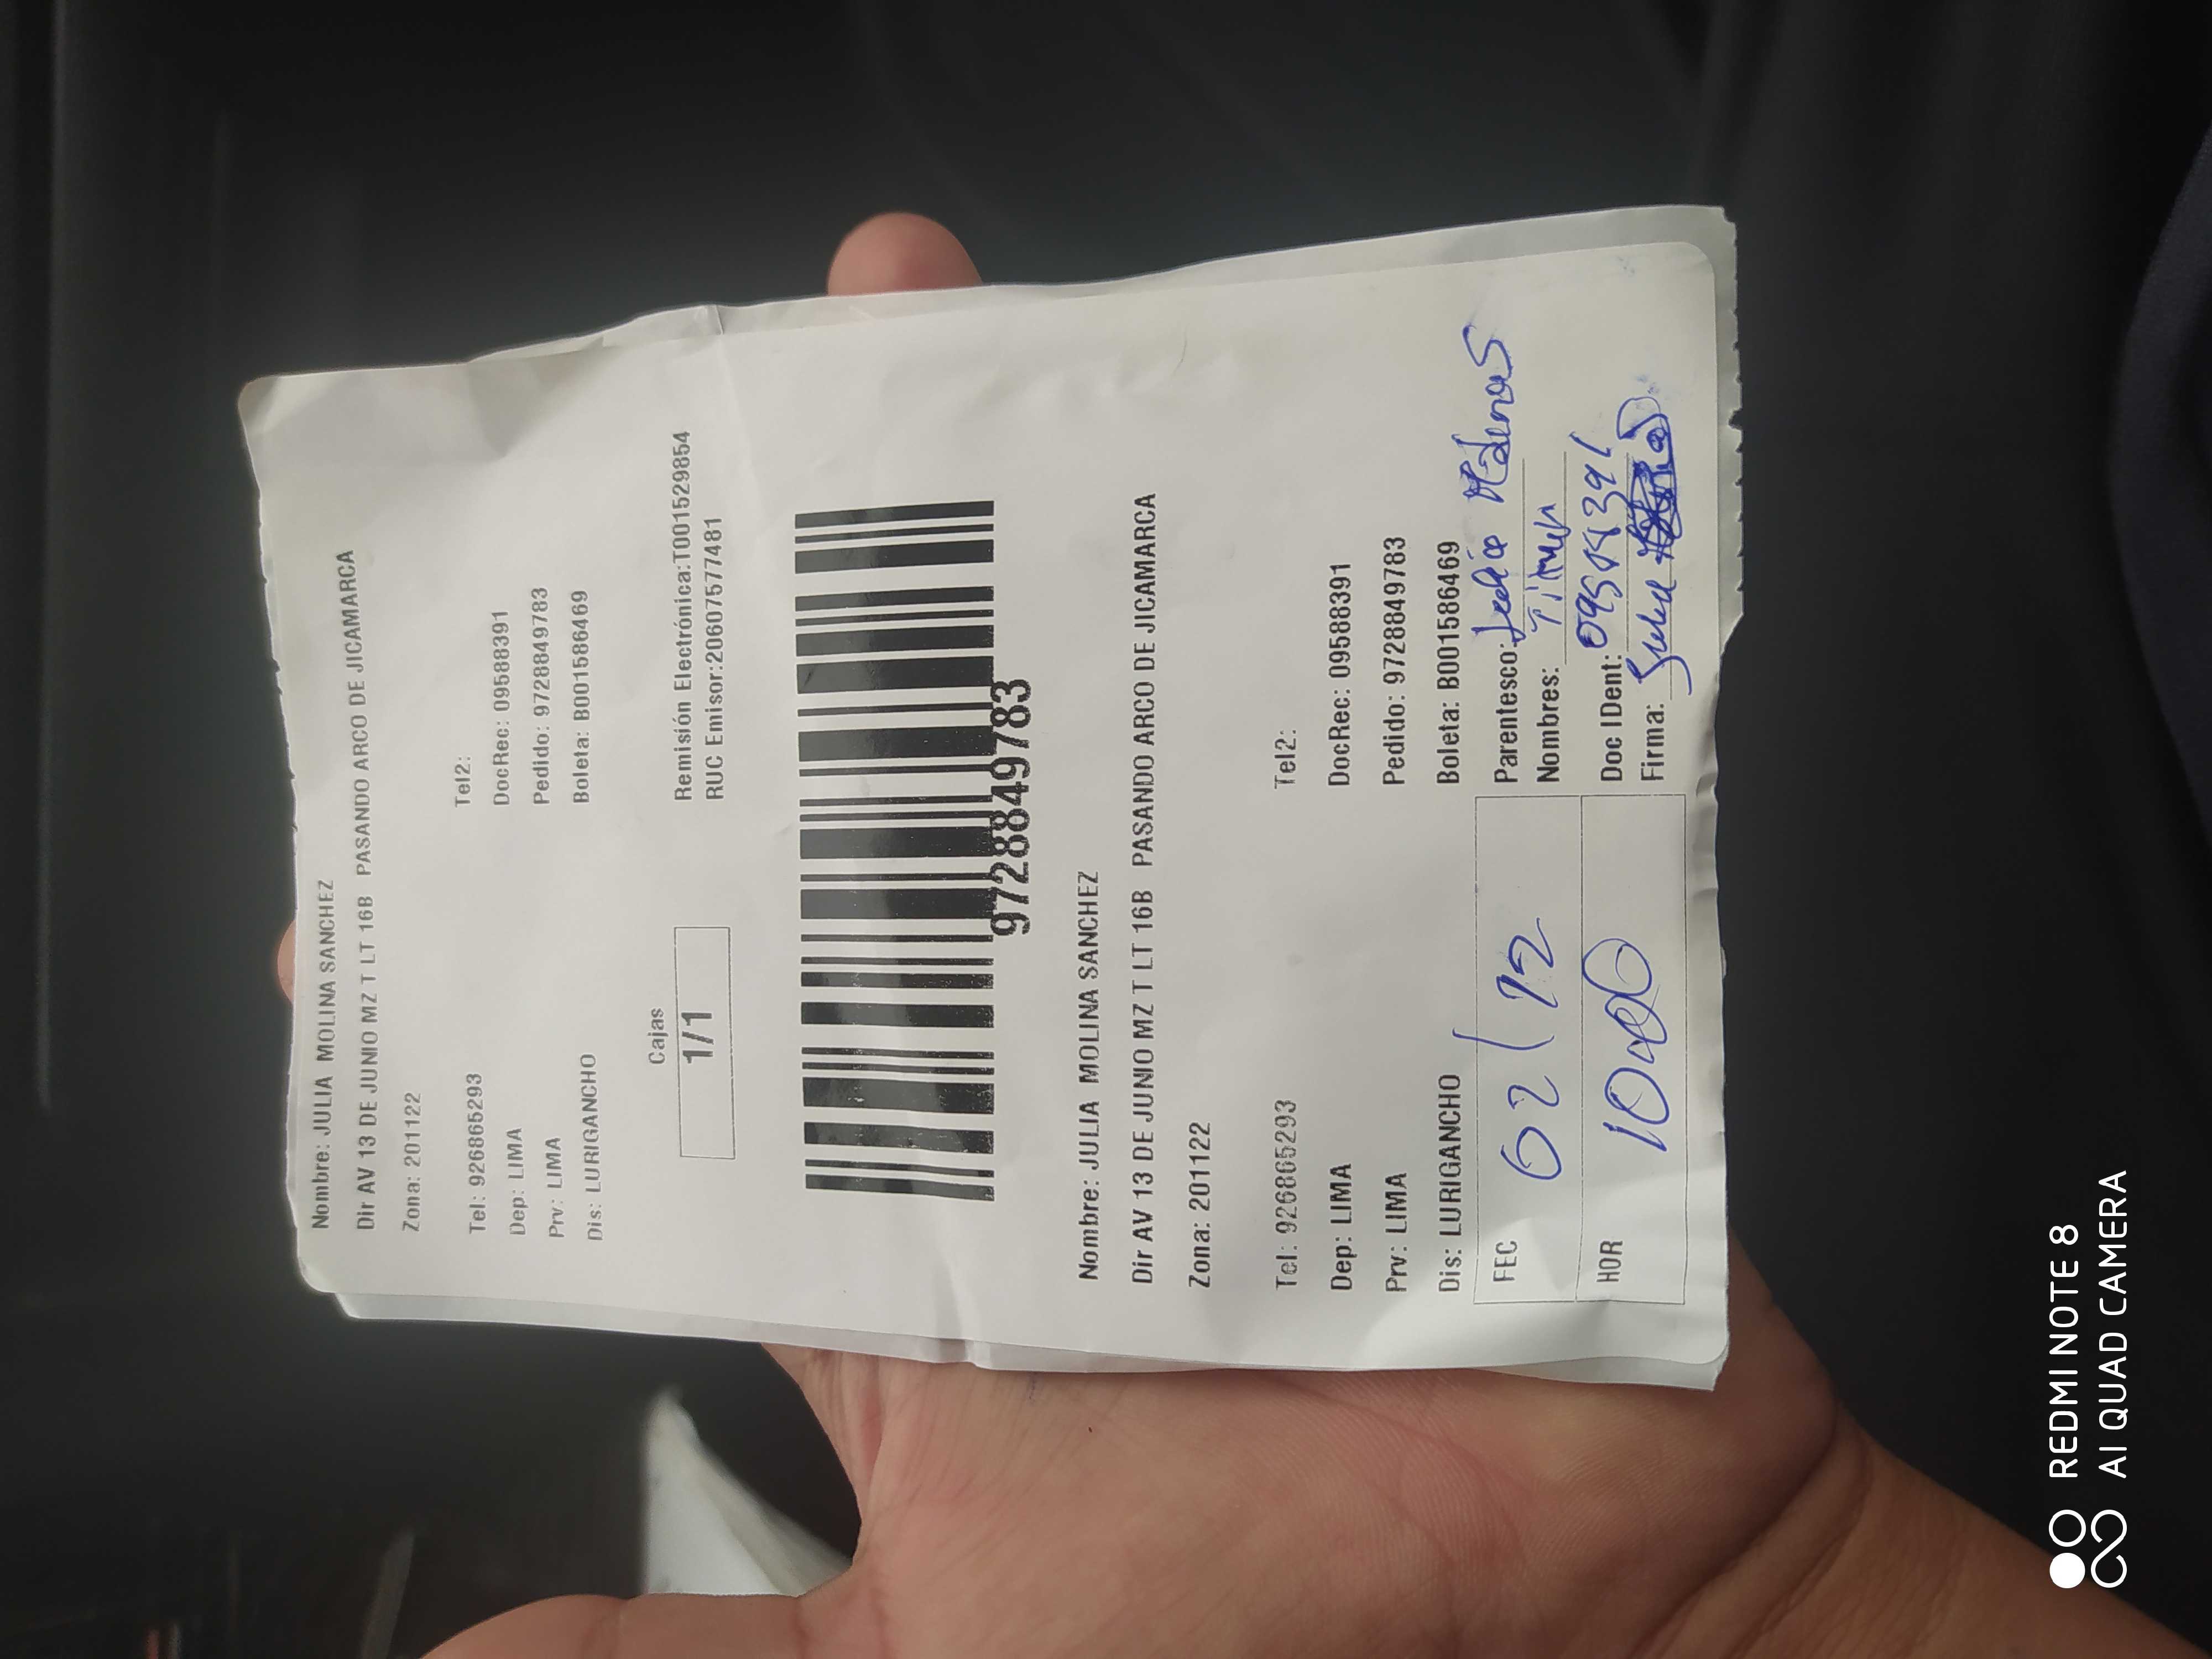 Nombre: JULIA MOLINA SANCHEZ
Dir AV 13 DE JUNIO MZ T LT 16B PASANDO ARCO DE JICAMARCA
Zona: 201122
Tel: 926865293 Tel2:
Dep: LIMA DocRec: 09588391
Prv: LIMA Pedido: 97288849783
Dis: LURIGANCHO Boleta: B001586469
Cajas
1/1
Remisión Electrónica:T001529854
RUC Emisor:20607577481
97288849783
Nombre: JULIA MOLINA SANCHEZ
Dir AV 13 DE JUNIO MZ T LT 16B PASANDO ARCO DE JICAMARCA
Zona: 201122
Tel: 926865293 Tel2:
Dep: LIMA DocRec: 09588391
Prv: LIMA Pedido: 97288849783
Dis: LURIGANCHO Boleta: B001586469
FEC 02/12 Parentesco:
Nombres:
HOR Doc IDent:
Firma:
REDMI NOTE 8
AI QUAD CAMERA